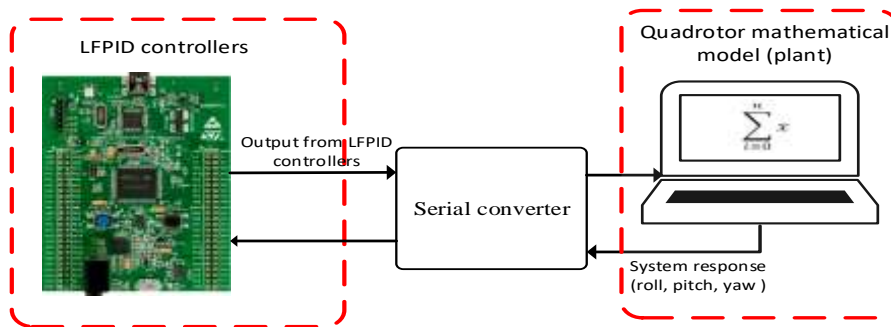 LFPID controllers
Output from LFPID
controllers
Serial converter
Quadrotor mathematical
model (plant)
System response
(roll, pitch, yaw )